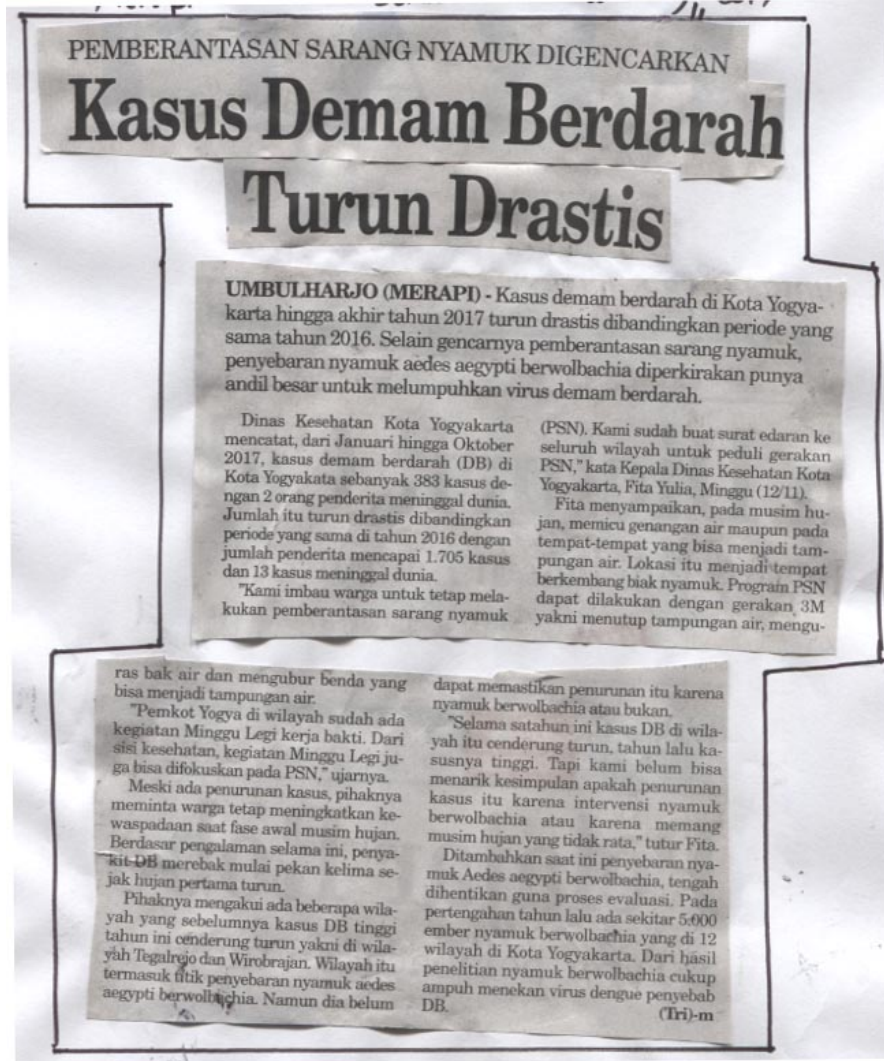 PEMBERANTASAN SARANG NYAMUK DIGENCARKAN
Kasus Demam Berdarah
Turun Drastis
UMBULHARJO (MERAPI) - Kasus demam berdarah di Kota Yogya-
karta hingga akhir tahun 2017 turun drastis dibandingkan periode yang
sama tahun 2016. Selain gencarnya pemberantasan sarang nyamuk,
penyebaran nyamuk aedes aegypti berwolbachia diperkirakan punya
andil besar untuk melumpuhkan virus demam berdarah.
Dinas Kesehatan Kota Yogyakarta
mencatat, dari Januari hingga Oktober
2017, kasus demam berdarah (DB) di
Kota Yogyakata sebanyak 383 kasus de-
ngan 2 orang penderita meninggal dunia.
Jumlah itu turun drastis dibandingkan
periode yang sama di tahun 2016 dengan
jumlah penderita mencapai 1.705 kasus
dan 13 kasus meninggal dunia.
"Kami imbau warga untuk tetap mela-
kukan pemberantasan sarang nyamuk
(PSN). Kami sudah buat surat edaran ke
seluruh wilayah untuk peduli gerakan
PSN," kata Kepala Dinas Kesehatan Kota
Yogyakarta, Fita Yulia, Minggu (12/11).
Fita menyampaikan, pada musim hu-
jan, memicu genangan air maupun pada
tempat-tempat yang bisa menjadi tam-
pungan air. Lokasi itu menjadi tempat
berkembang biak nyamuk. Program PSN
dapat dilakukan dengan gerakan 3M
yakni menutup tampungan air, mengu-
ras bak air dan mengubur benda yang
bisa menjadi tampungan air.
"Pemkot Yogya di wilayah sudah ada
kegiatan Minggu Legi kerja bakti. Dari
sisi kesehatan, kegiatan Minggu Legi ju-
ga bisa difokuskan pada PSN," ujarnya.
Meski ada penurunan kasus, pihaknya
meminta warga tetap meningkatkan ke-
waspadaan saat fase awal musim hujan.
Berdasar pengalaman selama ini, penya-
kit DB merebak mulai pekan kelima se-
jak hujan pertama turun.
Pihaknya mengakui ada beberapa wila-
yah yang sebelumnya kasus DB tinggi
tahun ini cenderung turun yakni di wila-
yah Tegalrejo dan Wirobrajan. Wilayah itu
termasuk titik penyebaran nyamuk aedes
aegypti berwolbachia. Namun dia belum
dapat memastikan penurunan itu karena
nyamuk berwolbachia atau bukan.
"Selama satahun ini kasus DB di wila-
yah itu cenderung turun, tahun lalu ka-
susnya tinggi. Tapi kami belum bisa
menarik kesimpulan apakah penurunan
kasus itu karena intervensi nyamuk
berwolbachia atau karena memang
musim hujan yang tidak rata," tutur Fita.
Ditambahkan saat ini penyebaran nya-
muk Aedes aegypti berwolbachia, tengah
dihentikan guna proses evaluasi. Pada
pertengahan tahun lalu ada sekitar 5.000
ember nyamuk berwolbachia yang di 12
wilayah di Kota Yogyakarta. Dari hasil
penelitian nyamuk berwolbachia cukup
ampuh menekan virus dengue penyebab
DB. (Tri)-m